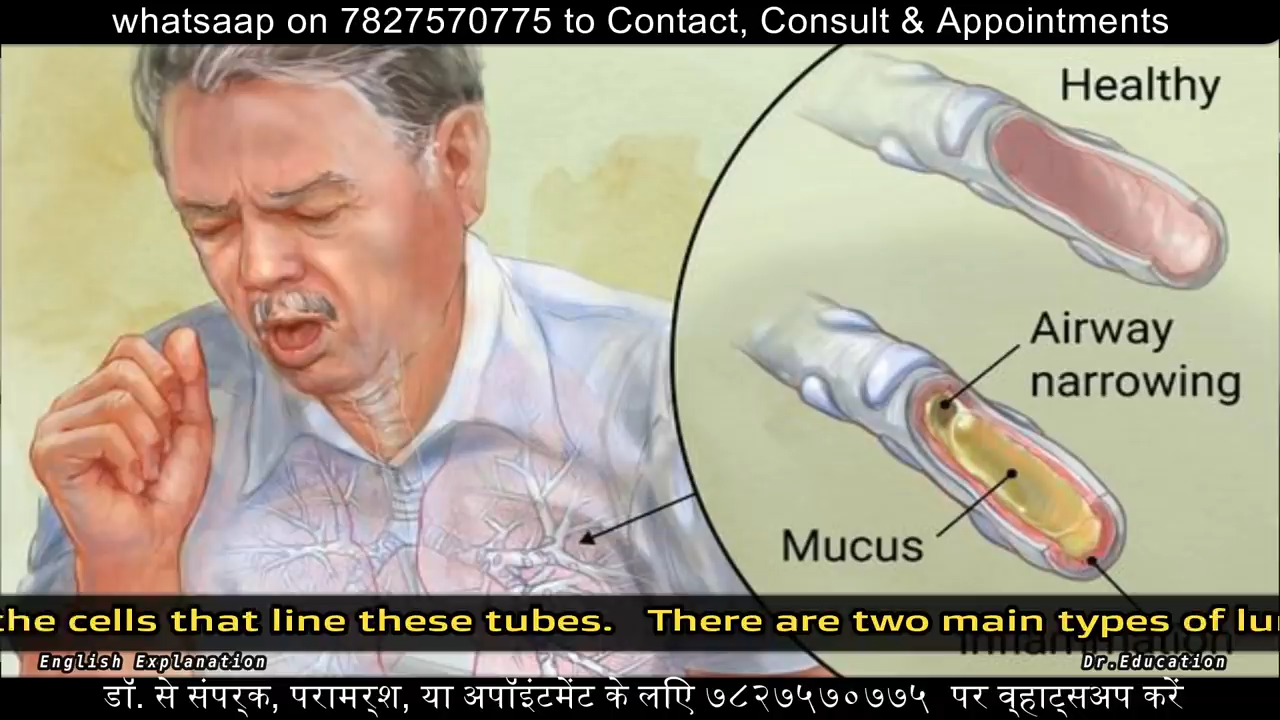 whatsaap on 7827570775 to Contact, Consult & Appointments
Healthy
Airway
narrowing
Mucus
the cells that line these tubes. There are two main types of lu
Inflammation
English Explanation
Dr.Education
डॉ. से संपर्क, परामर्श, या अपॉइंटमेंट के लिए ७८२७५७०७७५ पर व्हाट्सअप करें